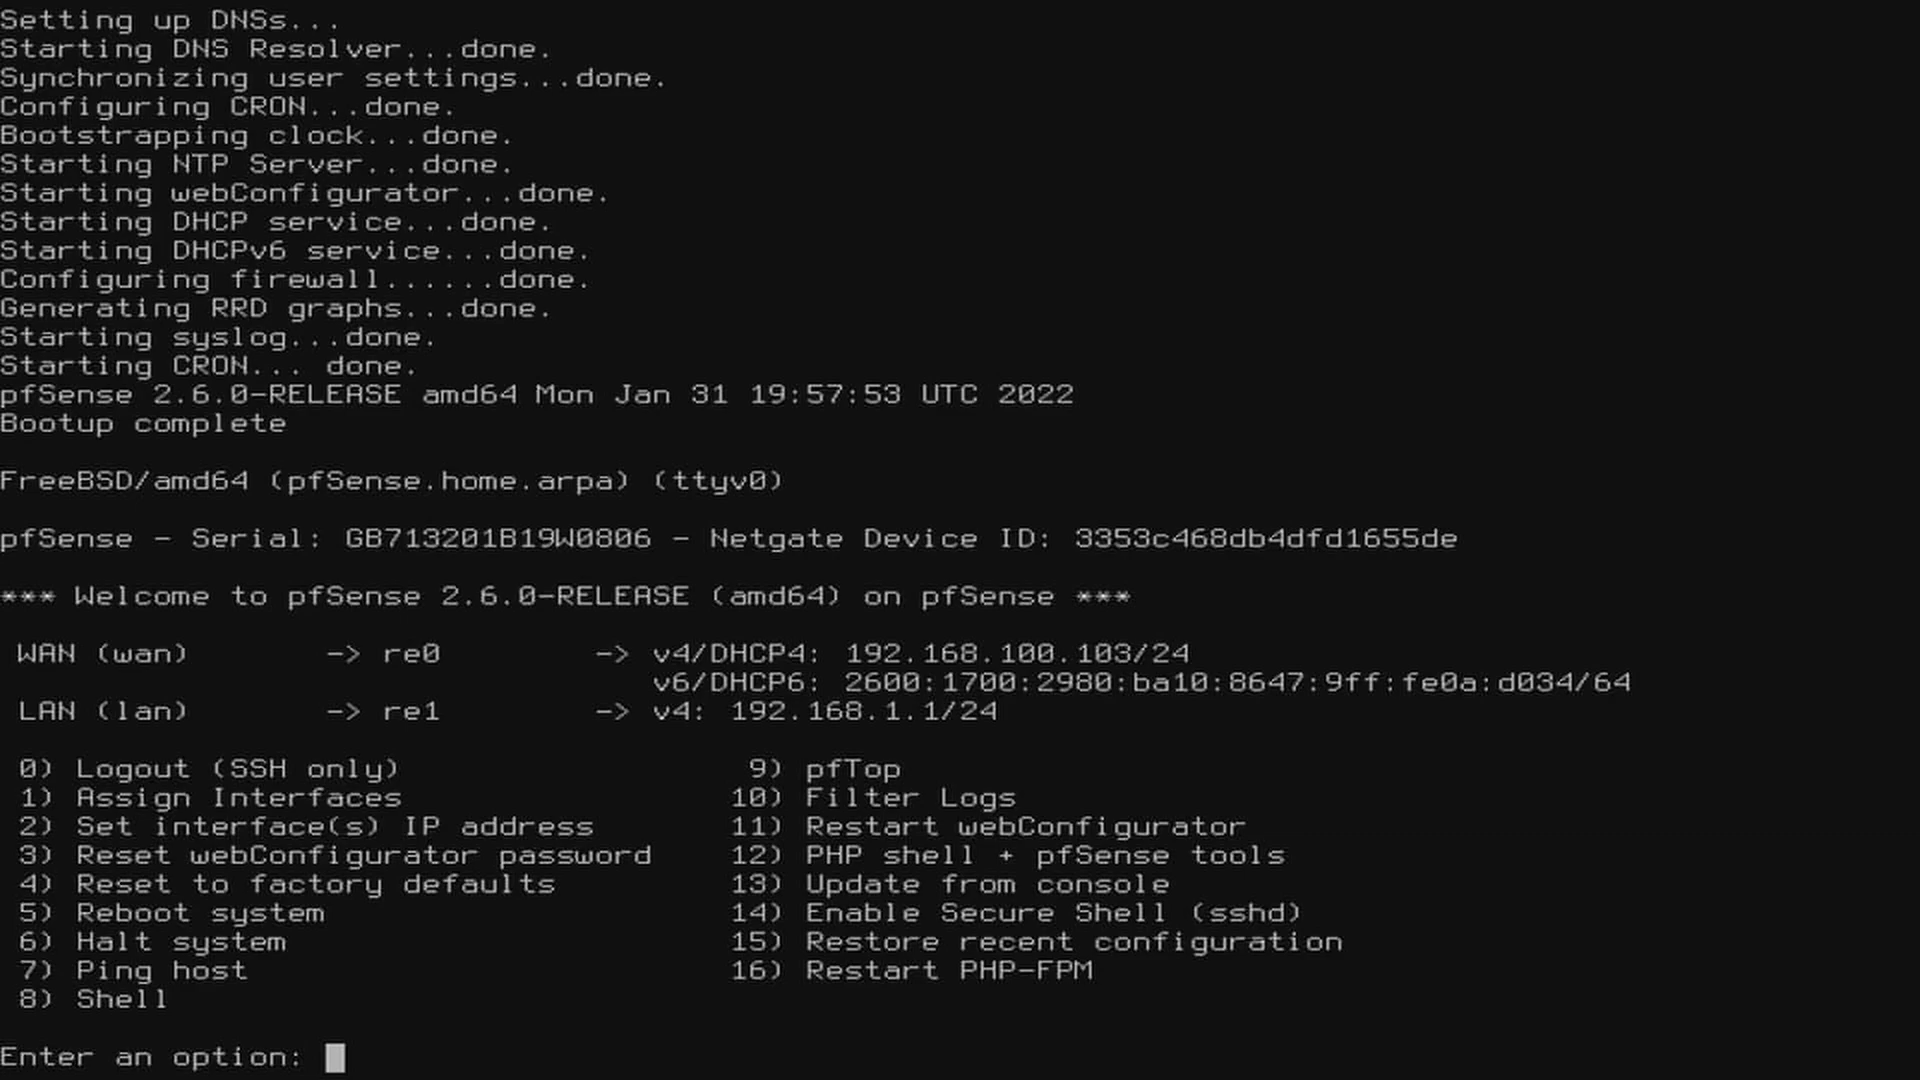 Setting up DNSs...
Starting DNS Resolver...done.
Synchronizing user settings...done.
Configuring CRON...done.
Bootstrapping clock...done.
Starting NTP Server...done.
Starting webConfigurator...done.
Starting DHCP service...done.
Starting DHCPv6 service...done.
Configuring firewall......done.
Generating RRD graphs...done.
Starting syslog...done.
Starting CRON... done.
pfSense 2.6.0-RELEASE amd64 Mon Jan 31 19:57:53 UTC 2022
Bootup complete
FreeBSD/amd64 (pfSense.home.arpa) (ttyv0)
pfSense - Serial: GB713201B19W0806 - Netgate Device ID: 3353c468db4dfd1655de
*** Welcome to pfSense 2.6.0-RELEASE (amd64) on pfSense ***
WAN (wan) -> re0 -> v4/DHCP4: 192.168.100.103/24
v6/DHCP6: 2600:1700:2980:ba10:8647:9ff:fe0a:d034/64
LAN (lan) -> re1 -> v4: 192.168.1.1/24
0) Logout (SSH only) 9) pfTop
1) Assign Interfaces 10) Filter Logs
2) Set interface(s) IP address 11) Restart webConfigurator
3) Reset webConfigurator password 12) PHP shell + pfSense tools
4) Reset to factory defaults 13) Update from console
5) Reboot system 14) Enable Secure Shell (sshd)
6) Halt system 15) Restore recent configuration
7) Ping host 16) Restart PHP-FPM
8) Shell
Enter an option: